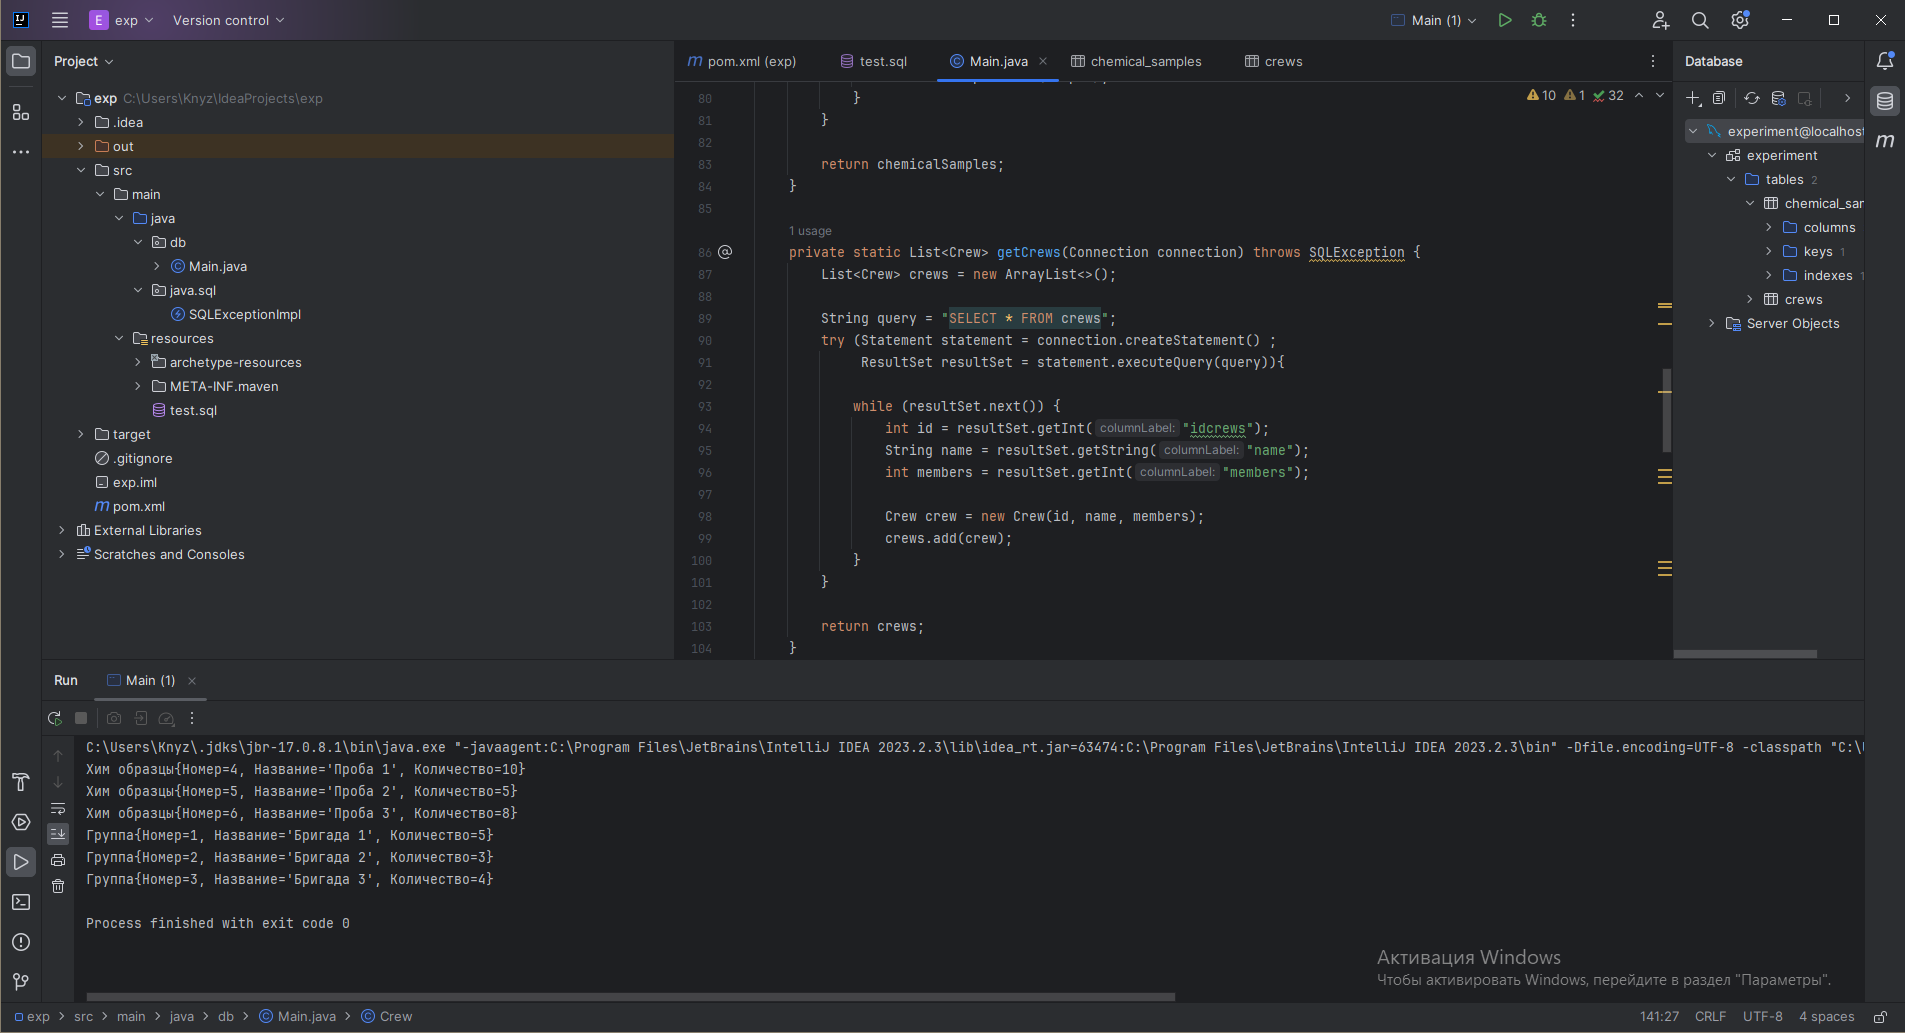 exp
Version control
Main (1)
Project
exp C:\Users\Knyz\IdeaProjects\exp
.idea
out
src
main
java
db
Main.java
java.sql
SQLExceptionImpl
resources
archetype-resources
META-INF.maven
test.sql
target
.gitignore
exp.iml
pom.xml
External Libraries
Scratches and Consoles
pom.xml (exp)
test.sql
Main.java
chemical_samples
crews
10 1 32
80 }
81 }
82
83 return chemicalSamples;
84 }
85
1 usage
86 private static List<Crew> getCrews(Connection connection) throws SQLException {
87 List<Crew> crews = new ArrayList<>();
88
89 String query = "SELECT * FROM crews";
90 try (Statement statement = connection.createStatement() ;
91 ResultSet resultSet = statement.executeQuery(query)){
92
93 while (resultSet.next()) {
94 int id = resultSet.getInt( columnLabel: "idcrews");
95 String name = resultSet.getString( columnLabel: "name");
96 int members = resultSet.getInt( columnLabel: "members");
97
98 Crew crew = new Crew(id, name, members);
99 crews.add(crew);
100 }
101 }
102
103 return crews;
104 }
Database
experiment@localhost
experiment
tables 2
chemical_sar
columns
keys 1
indexes 1
crews
Server Objects
Run
Main (1)
C:\Users\Knyz\.jdks\jbr-17.0.8.1\bin\java.exe "-javaagent:C:\Program Files\JetBrains\IntelliJ IDEA 2023.2.3\lib\idea_rt.jar=63474:C:\Program Files\JetBrains\IntelliJ IDEA 2023.2.3\bin" -Dfile.encoding=UTF-8 -classpath "C:\
Хим образцы{Номер=4, Название='Проба 1', Количество=10}
Хим образцы{Номер=5, Название='Проба 2', Количество=5}
Хим образцы{Номер=6, Название='Проба 3', Количество=8}
Группа{Номер=1, Название='Бригада 1', Количество=5}
Группа{Номер=2, Название='Бригада 2', Количество=3}
Группа{Номер=3, Название='Бригада 3', Количество=4}
Process finished with exit code 0
Активация Windows
Чтобы активировать Windows, перейдите в раздел "Параметры".
exp > src > main > java > db > Main.java > Crew
141:27 CRLF UTF-8 4 spaces